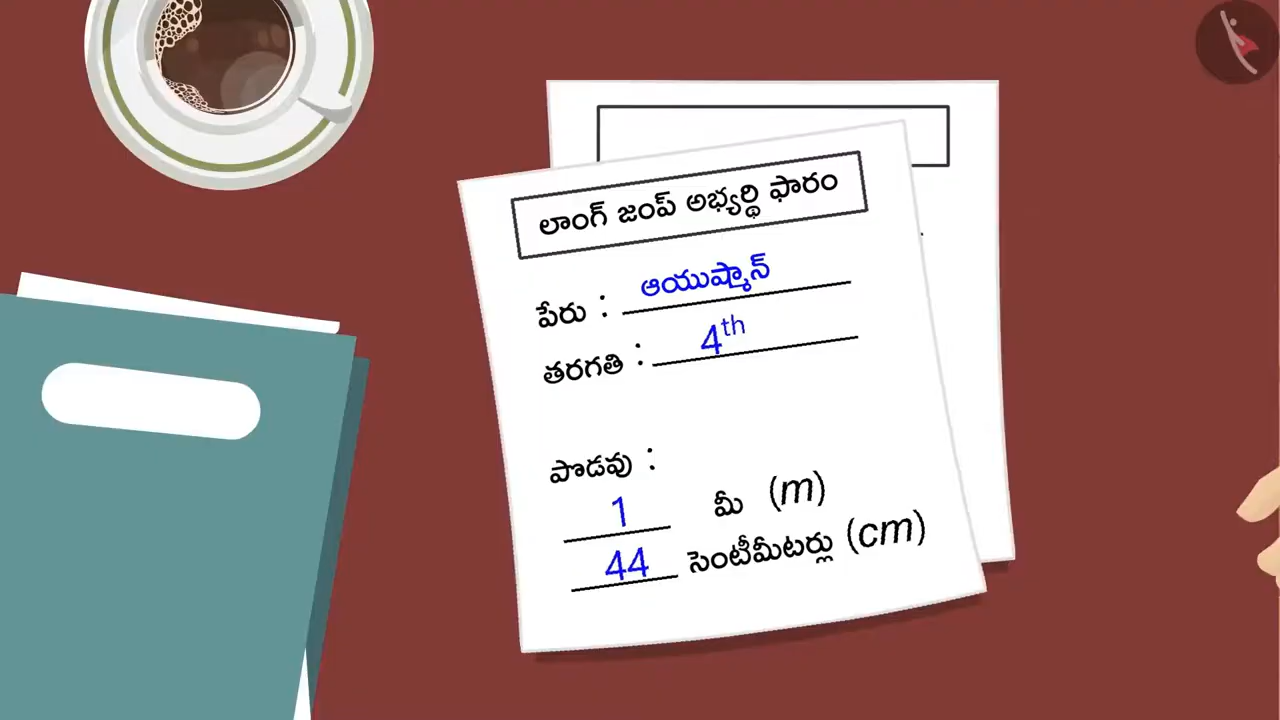 లాంగ్ జంప్ అభ్యర్థి ఫారం
పేరు : ఆయుష్మాన్
తరగతి : 4th
పొడవు :
1 మీ (m)
44 సెంటీమీటర్లు (cm)